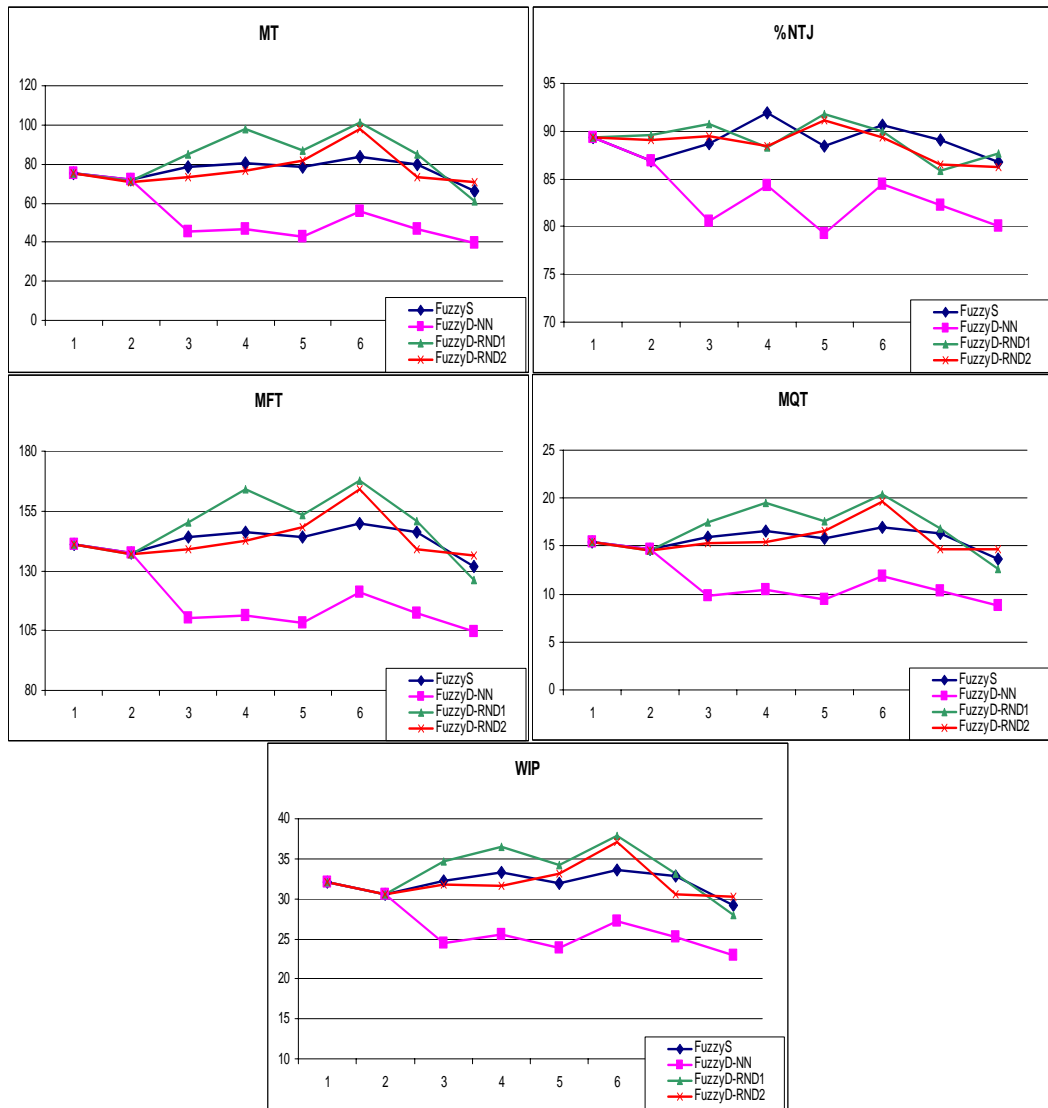 MT
120
100
80
60
40
20
0
1 2 3 4 5 6
FuzzyS
FuzzyD-NN
FuzzyD-RND1
FuzzyD-RND2
%NTJ
95
90
85
80
75
70
1 2 3 4 5 6
FuzzyS
FuzzyD-NN
FuzzyD-RND1
FuzzyD-RND2
MFT
180
155
130
105
80
1 2 3 4 5 6
FuzzyS
FuzzyD-NN
FuzzyD-RND1
FuzzyD-RND2
MQT
25
20
15
10
5
0
1 2 3 4 5 6
FuzzyS
FuzzyD-NN
FuzzyD-RND1
FuzzyD-RND2
WIP
40
35
30
25
20
15
10
1 2 3 4 5 6
FuzzyS
FuzzyD-NN
FuzzyD-RND1
FuzzyD-RND2